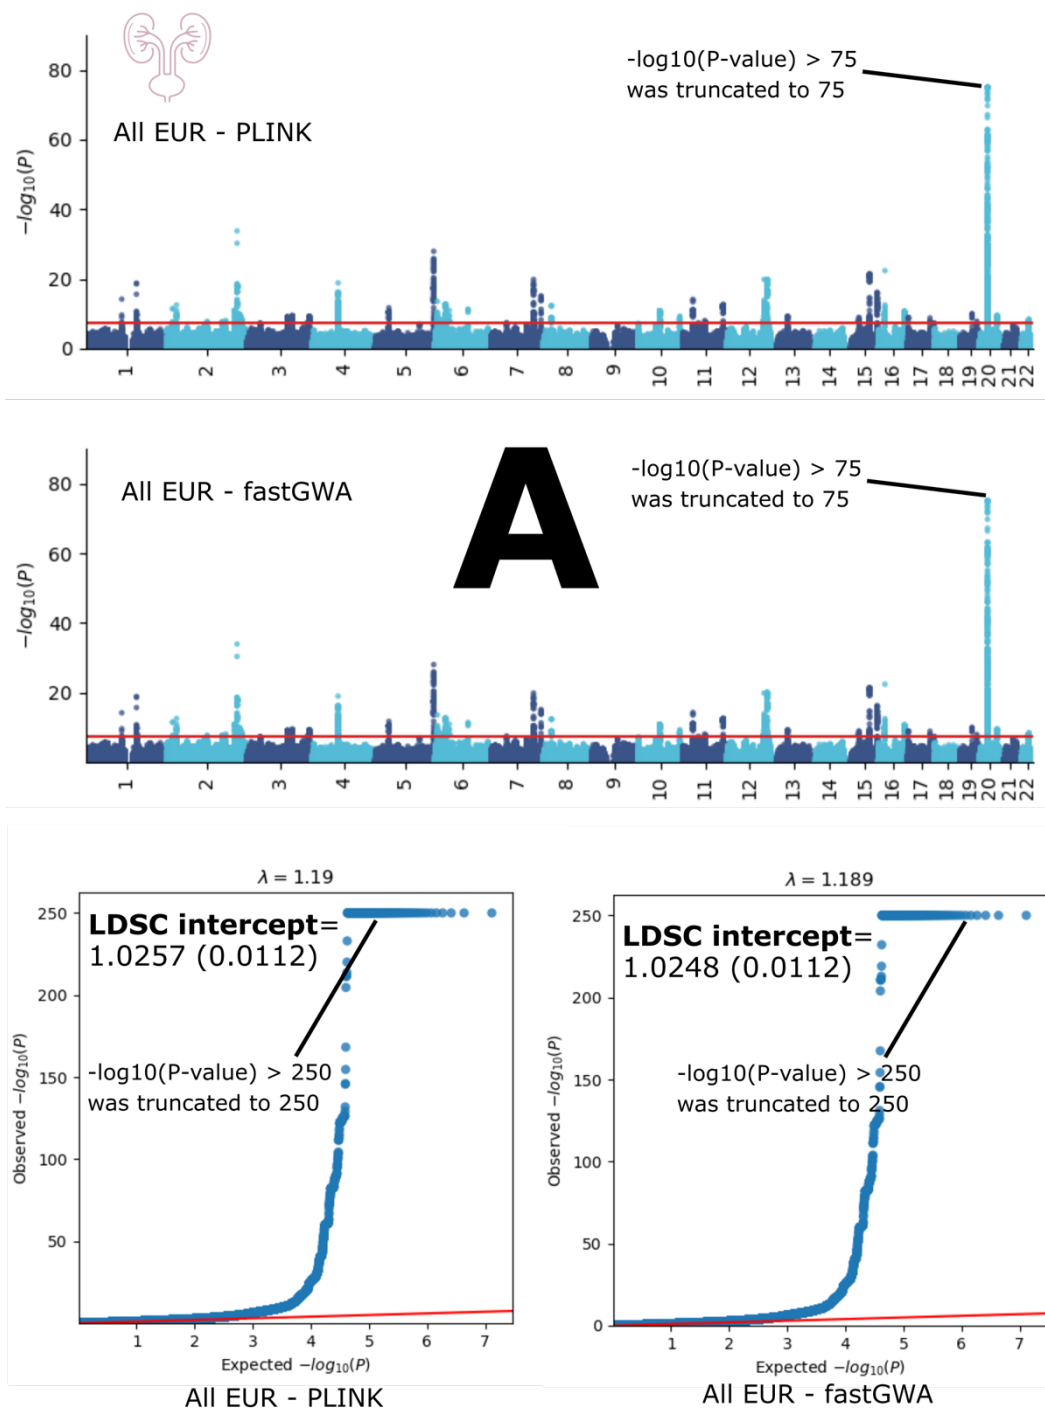 80
60
40
20
0
−log10(P)
All EUR - PLINK
-log10(P-value) > 75
was truncated to 75
1 2 3 4 5 6 7 8 9 10 11 12 13 14 15 16 17 18 19 20 21 22
A
80
60
40
20
−log10(P)
All EUR - fastGWA
-log10(P-value) > 75
was truncated to 75
1 2 3 4 5 6 7 8 9 10 11 12 13 14 15 16 17 18 19 20 21 22
λ = 1.19
250
200
150
100
50
Observed −log10(P)
LDSC intercept=
1.0257 (0.0112)
-log10(P-value) > 250
was truncated to 250
1 2 3 4 5 6 7
Expected −log10(P)
All EUR - PLINK
λ = 1.189
250
200
150
100
50
0
Observed −log10(P)
LDSC intercept=
1.0248 (0.0112)
-log10(P-value) > 250
was truncated to 250
1 2 3 4 5 6 7
Expected −log10(P)
All EUR - fastGWA